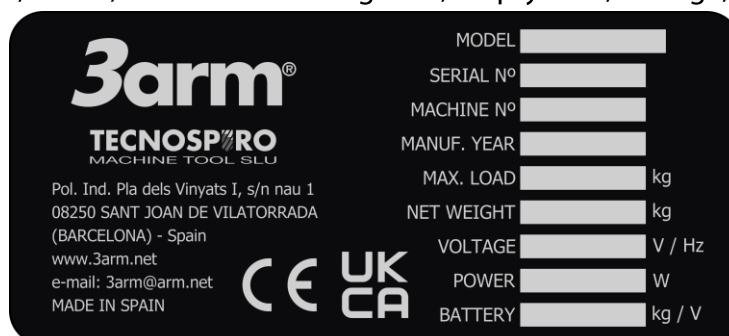 3arm®
TECNOSPIRO
MACHINE TOOL SLU
Pol. Ind. Pla dels Vinyats I, s/n nau 1
08250 SANT JOAN DE VILATORRADA
(BARCELONA) - Spain
www.3arm.net
e-mail: 3arm@arm.net
MADE IN SPAIN
CE
UK
CA
MODEL
SERIAL Nº
MACHINE Nº
MANUF. YEAR
MAX. LOAD kg
NET WEIGHT kg
VOLTAGE V / Hz
POWER W
BATTERY kg / V